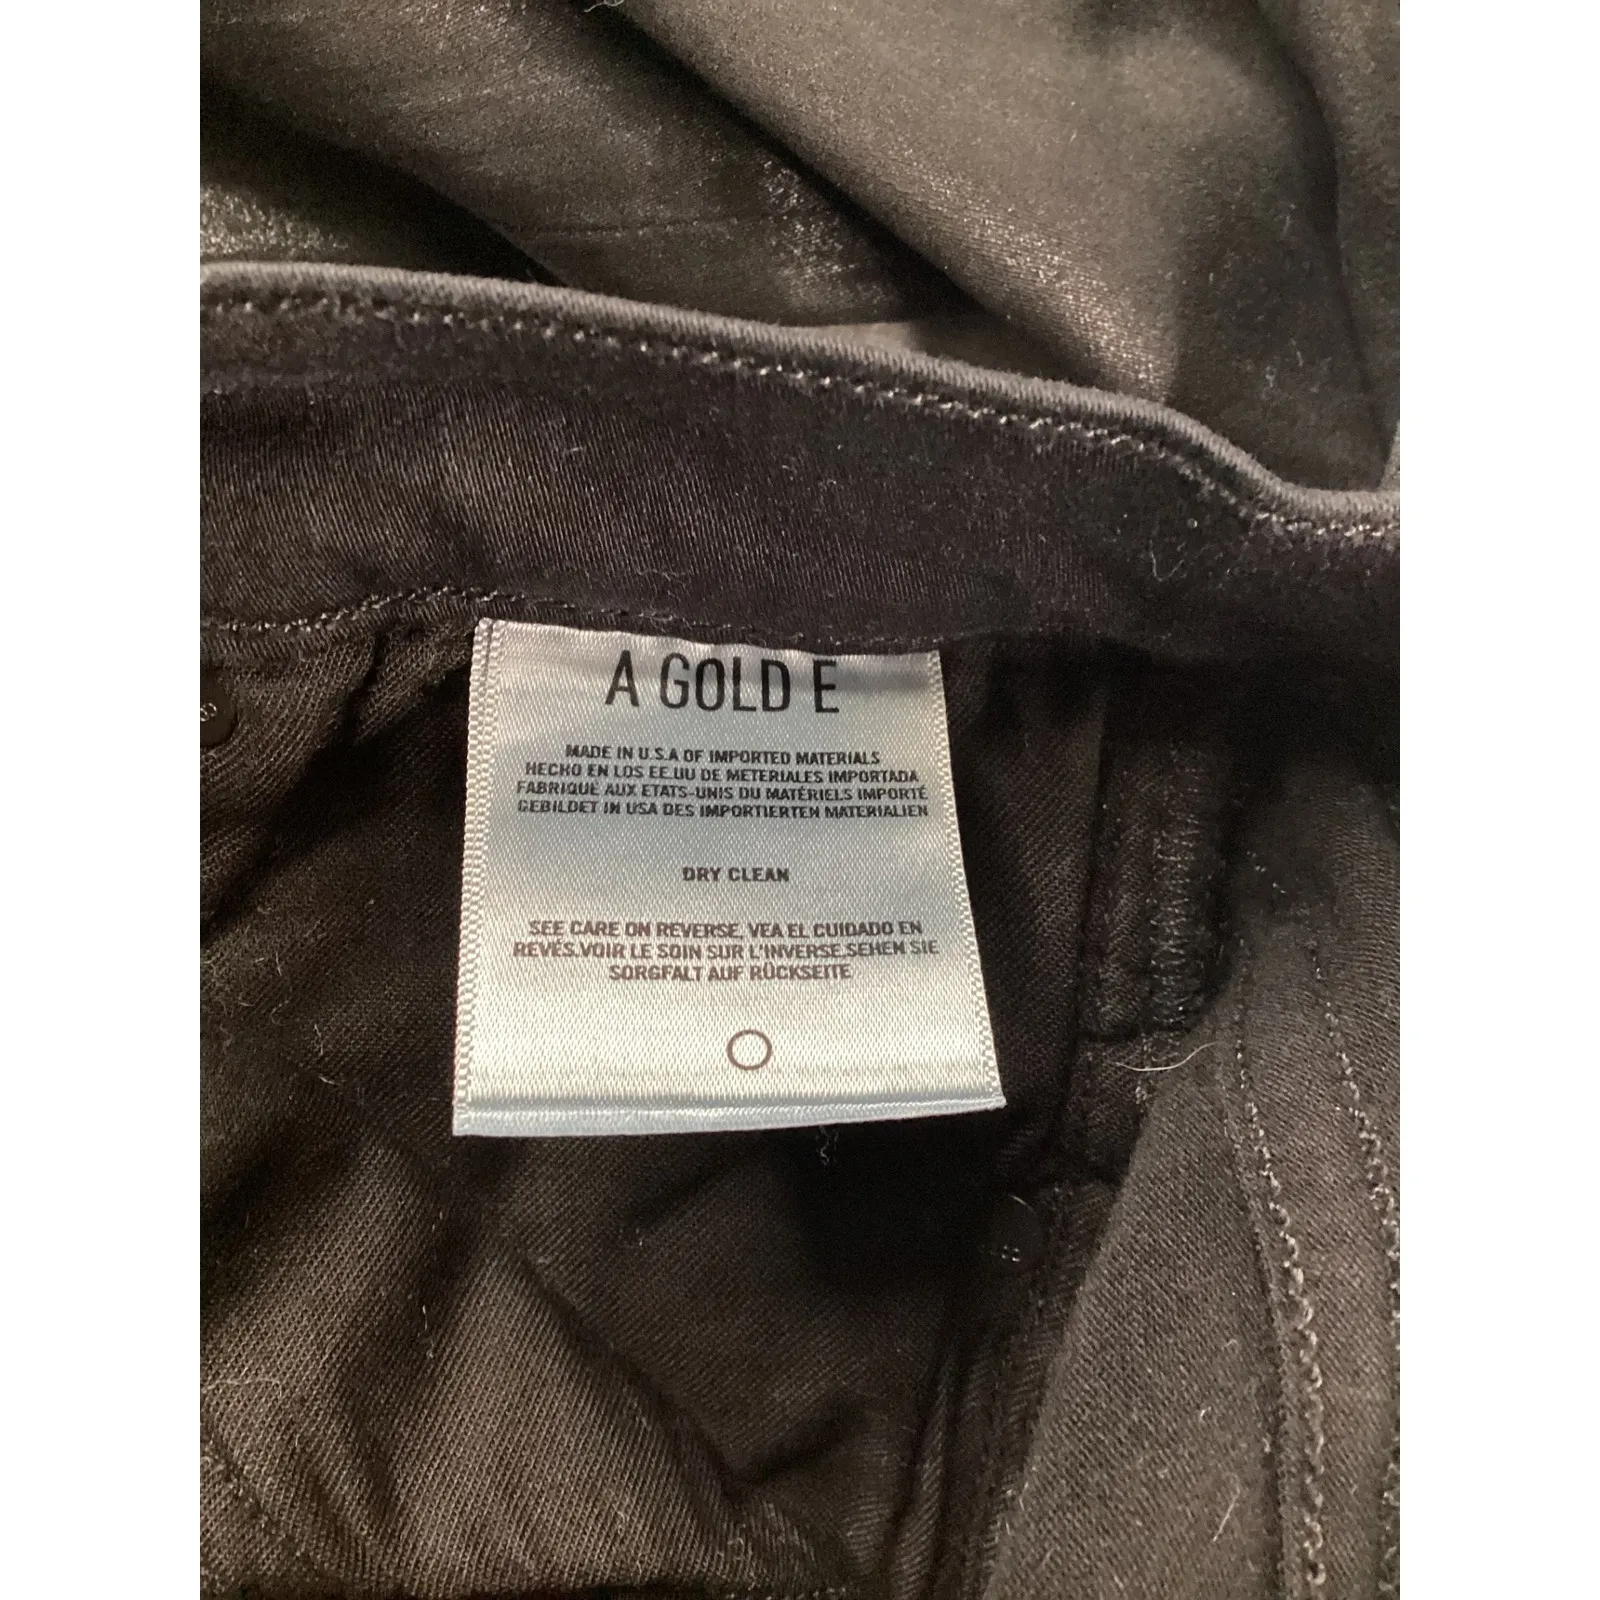 A GOLD E
MADE IN U.S.A OF IMPORTED MATERIALS
HECHO EN LOS EE.UU DE METERIALES IMPORTADA
FABRIQUE AUX ETATS-UNIS DU MATÉRIELS IMPORTÉ
GEBILDET IN USA DES IMPORTIERTEN MATERIALIEN
DRY CLEAN
SEE CARE ON REVERSE, VEA EL CUIDADO EN
REVÉS.VOIR LE SOIN SUR L'INVERSE.SEHEN SIE
SORGFALT AUF RÜCKSEITE